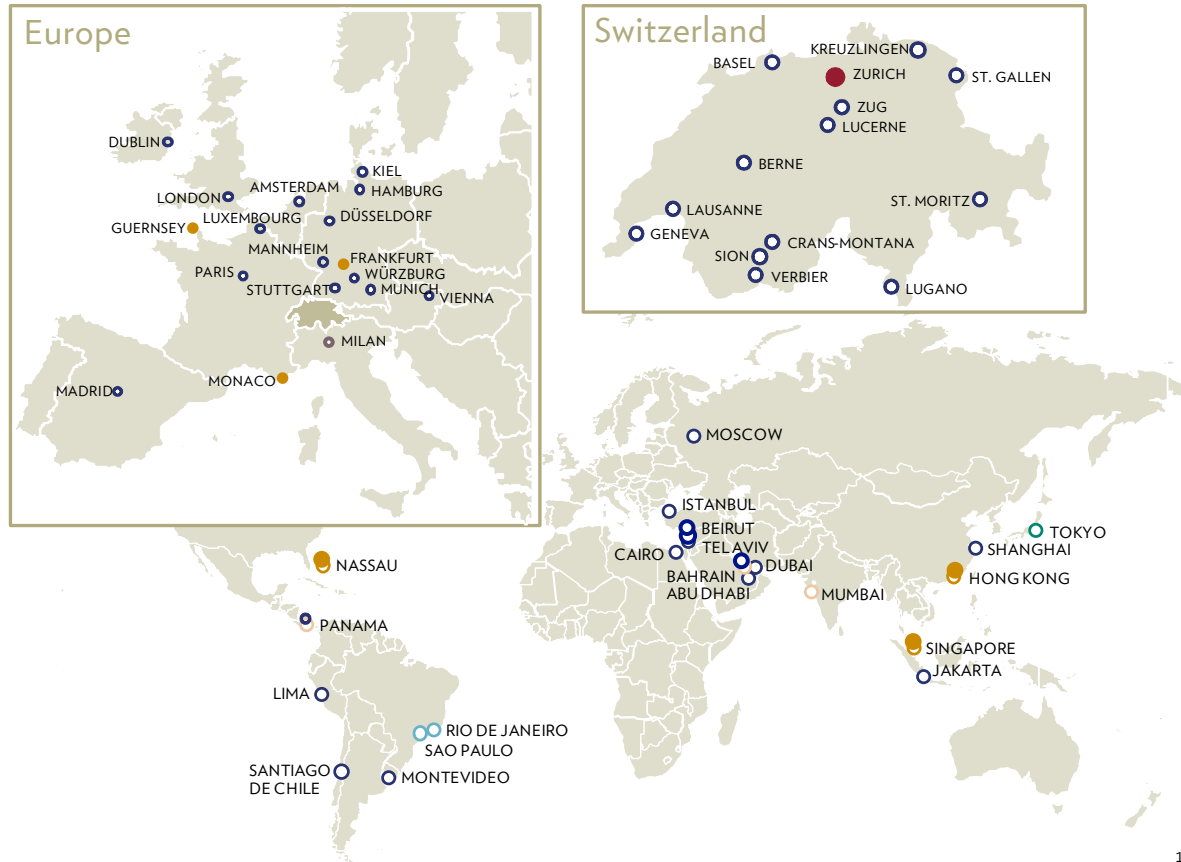 Europe
DUBLIN
KIEL
HAMBURG
AMSTERDAM
LONDON
LUXEMBOURG
DÜSSELDORF
GUERNSEY
MANNHEIM
FRANKFURT
PARIS
WÜRZBURG
STUTTGART
MUNICH
VIENNA
MILAN
MONACO
MADRID
Switzerland
KREUZLINGEN
BASEL
ZURICH
ST. GALLEN
ZUG
LUCERNE
BERNE
ST. MORITZ
LAUSANNE
GENEVA
CRANS-MONTANA
SION
VERBIER
LUGANO
MOSCOW
ISTANBUL
BEIRUT
TEL AVIV
CAIRO
DUBAI
BAHRAIN
ABU DHABI
MUMBAI
TOKYO
SHANGHAI
HONG KONG
SINGAPORE
JAKARTA
NASSAU
PANAMA
LIMA
RIO DE JANEIRO
SAO PAULO
SANTIAGO
DE CHILE
MONTEVIDEO
1